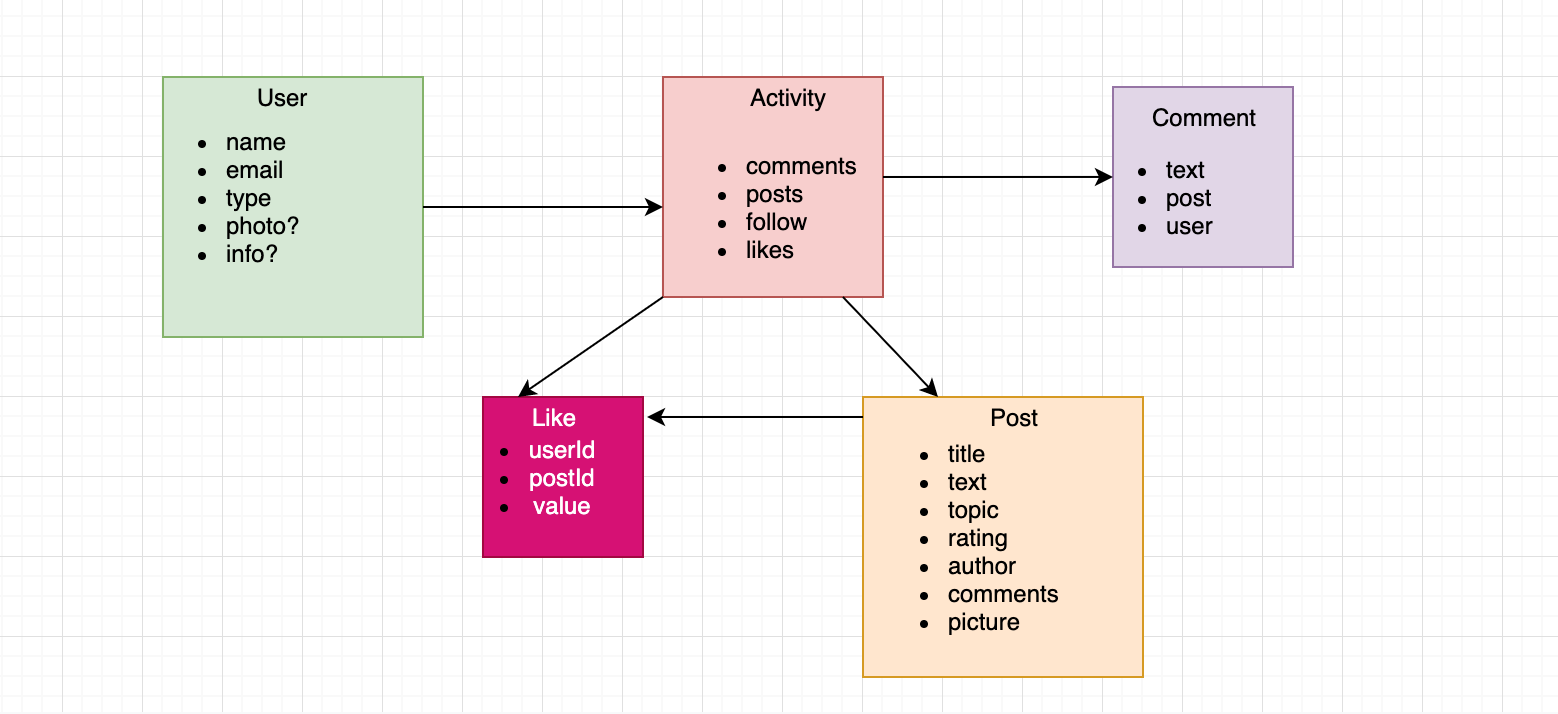 User
name
email
type
photo?
info?
Activity
comments
posts
follow
likes
Comment
text
post
user
Like
userId
postId
value
Post
title
text
topic
rating
author
comments
picture